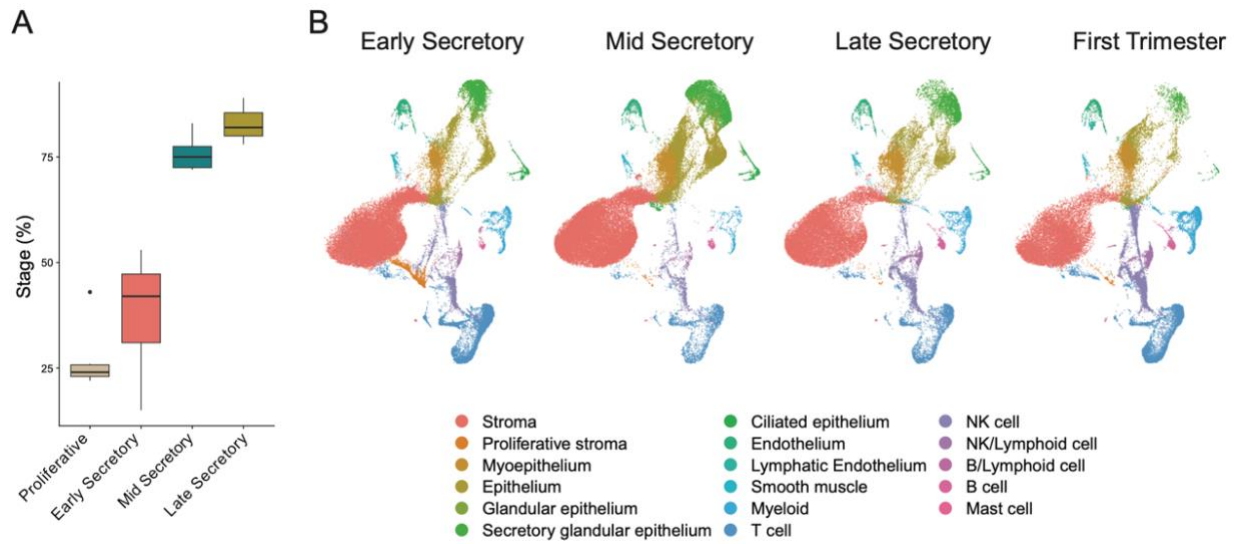 A
B
Early Secretory
Mid Secretory
Late Secretory
First Trimester
Stage (%)
75
50
25
Proliferative
Early Secretory
Mid Secretory
Late Secretory
Stroma
Proliferative stroma
Myoepithelium
Epithelium
Glandular epithelium
Secretory glandular epithelium
Ciliated epithelium
Endothelium
Lymphatic Endothelium
Smooth muscle
Myeloid
T cell
NK cell
NK/Lymphoid cell
B/Lymphoid cell
B cell
Mast cell